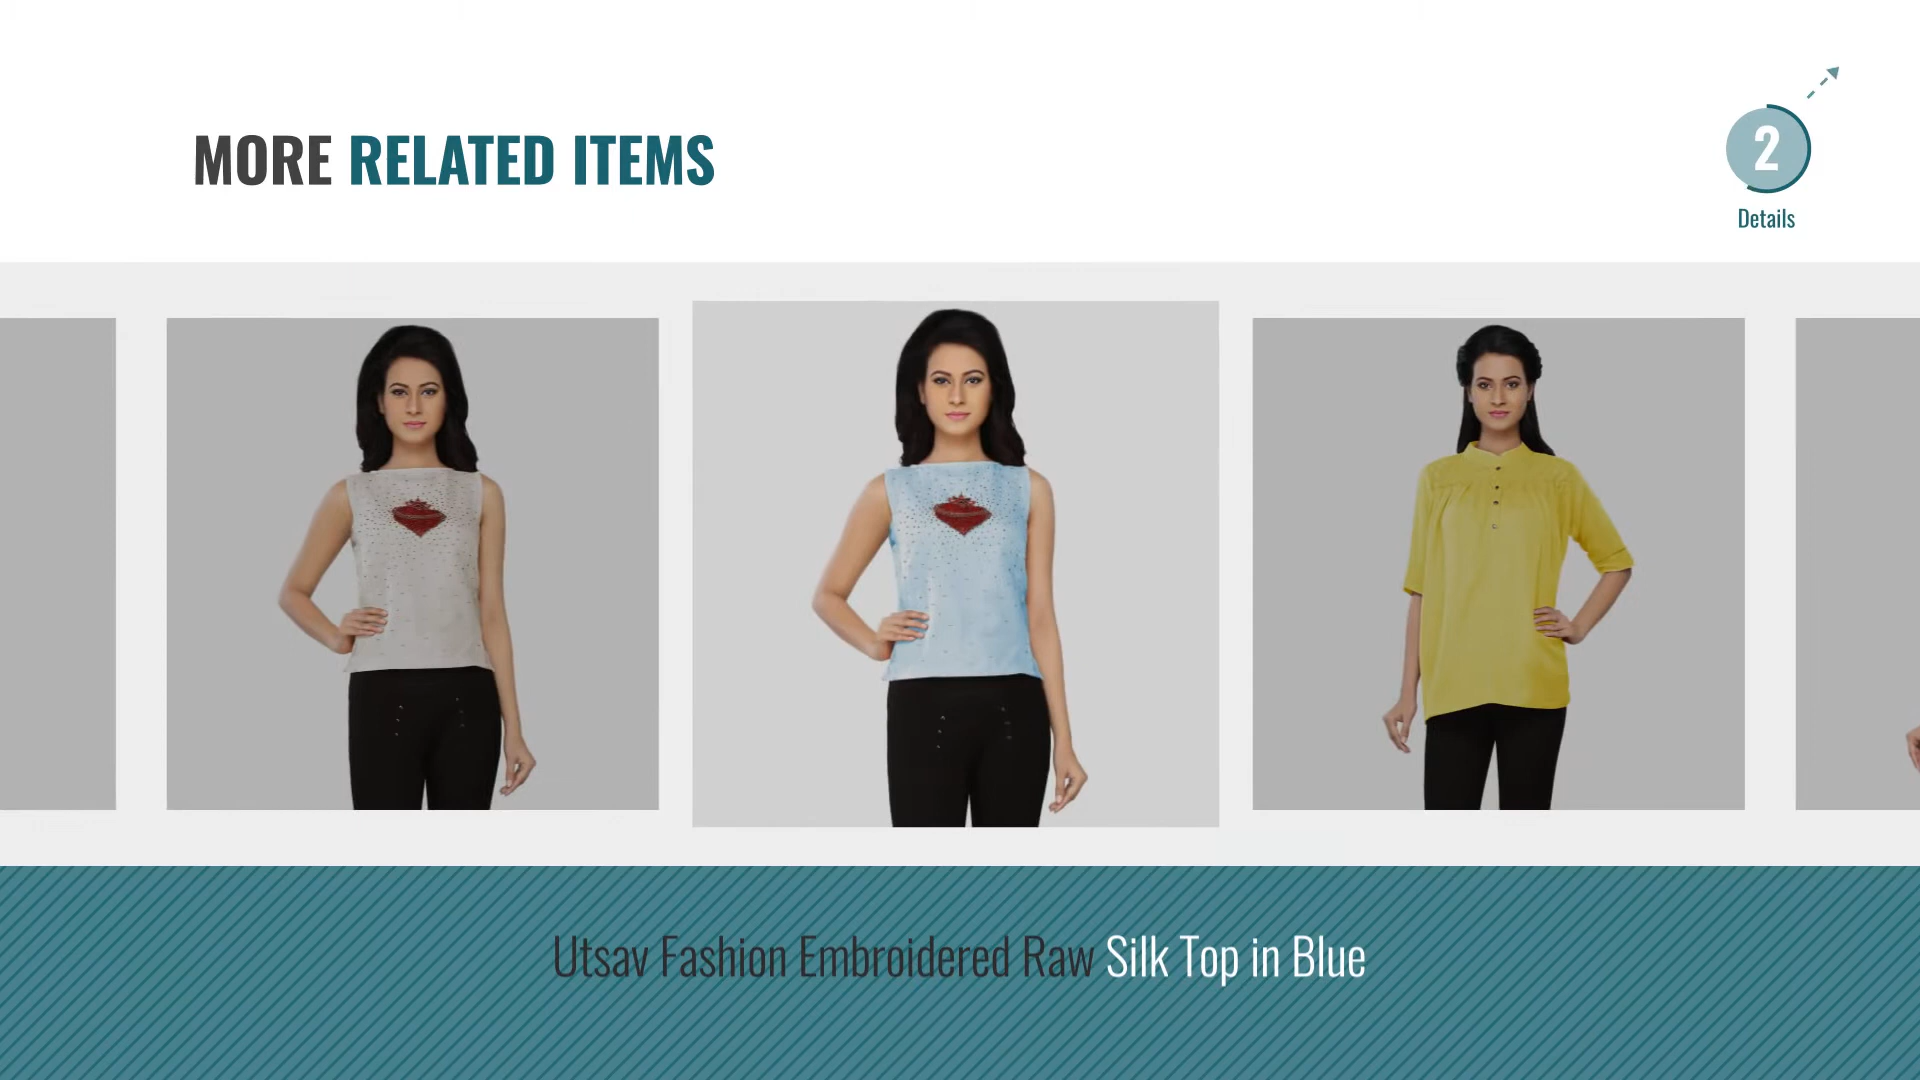 MORE RELATED ITEMS
2
Details
Utsav Fashion Embroidered Raw Silk Top in Blue